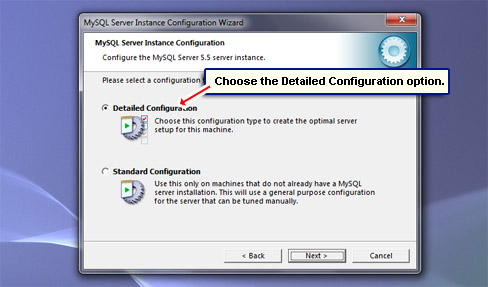 MySQL Server Instance Configuration Wizard
MySQL Server Instance Configuration
Configure the MySQL Server 5.5 server instance.
Please select a configuration
Choose the Detailed Configuration option.
Detailed Configuration
Choose this configuration type to create the optimal server
setup for this machine.
Standard Configuration
Use this only on machines that do not already have a MySQL
server installation. This will use a general purpose configuration
for the server that can be tuned manually.
< Back
Next >
Cancel